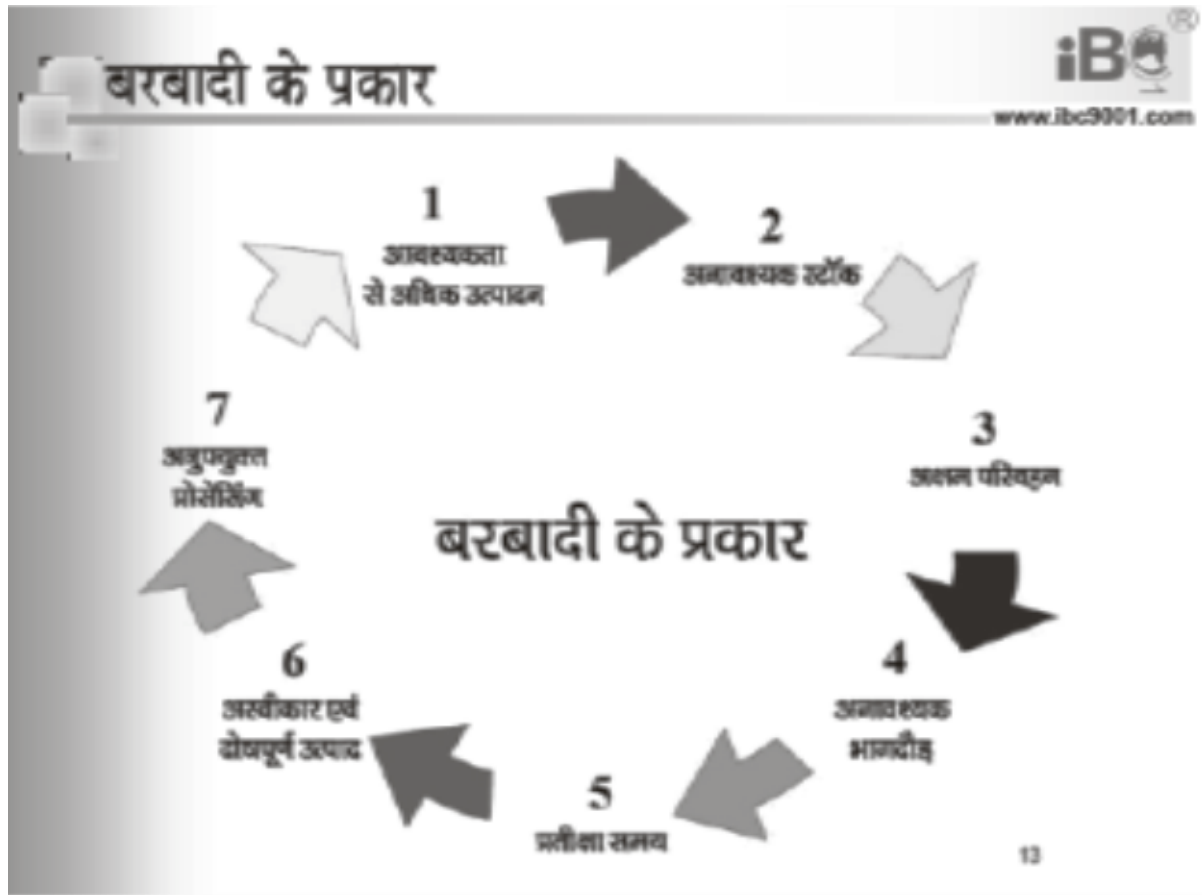 बरबादी के प्रकार
iBC®
www.ibc9001.com
1
आवश्यकता
से अधिक उत्पादन
2
अनावश्यक स्टॉक
3
अक्षम परिवहन
4
अनावश्यक
भागदौड़
5
प्रतीक्षा समय
6
अस्वीकार एवं
दोषपूर्ण उत्पाद
7
अनुपयुक्त
प्रोसेसिंग
बरबादी के प्रकार
13